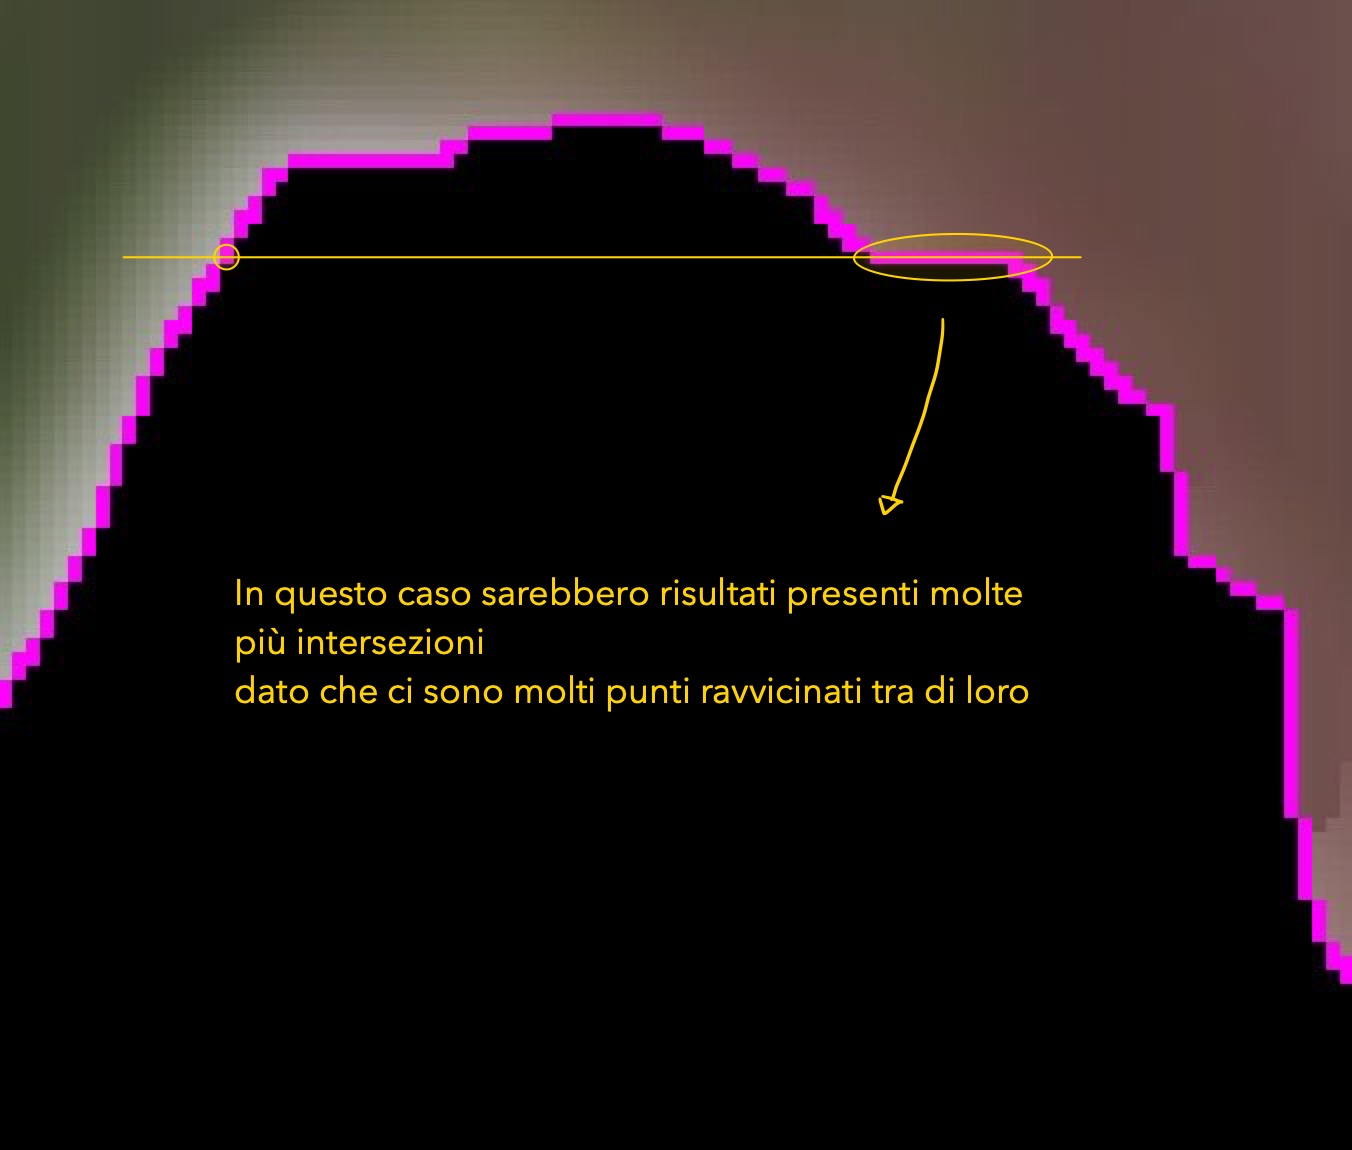 In questo caso sarebbero risultati presenti molte
più intersezioni
dato che ci sono molti punti ravvicinati tra di loro